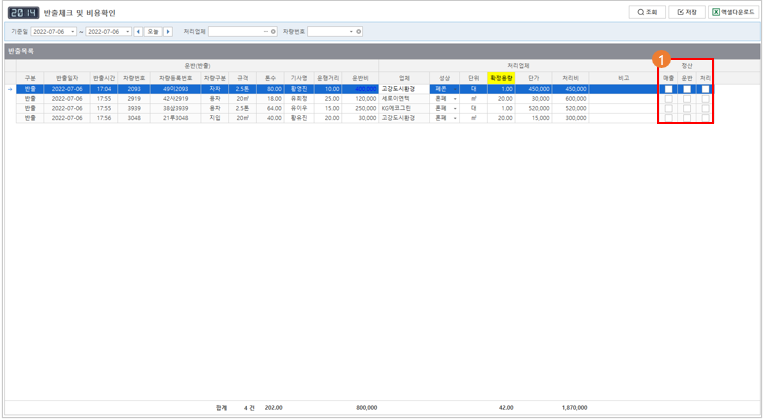 2014 반출체크 및 비용확인 조회 저장 엑셀다운로드
기준일 2022-07-06 ~ 2022-07-06 오늘 처리업체 차량번호
반출목록
1
운반(반출) 처리업체 정산
구분 반출일자 반출시간 차량번호 차량등록번호 차량구분 규격 톤수 기사명 운행거리 운반비 업체 성상 단위 확정용량 단가 처리비 비고 매출 운반 처리
반출 2022-07-06 17:04 2093 49머2093 자차 2.5톤 80.00 황영진 10.00 400,000 고강도시환경 폐콘 대 1.00 450,000 450,000
반출 2022-07-06 17:55 2919 42사2919 용차 20㎥ 18.00 유희정 25.00 120,000 세로이엔텍 혼폐 ㎥ 20.00 30,000 600,000
반출 2022-07-06 17:55 3939 38삼3939 용차 2.5톤 64.00 유이우 15.00 250,000 KG에코그린 혼폐 대 1.00 520,000 520,000
반출 2022-07-06 17:56 3048 21루3048 지입 20㎥ 40.00 황유진 20.00 30,000 고강도시환경 혼폐 ㎥ 20.00 15,000 300,000
합계 4 건 202.00 800,000 42.00 1,870,000